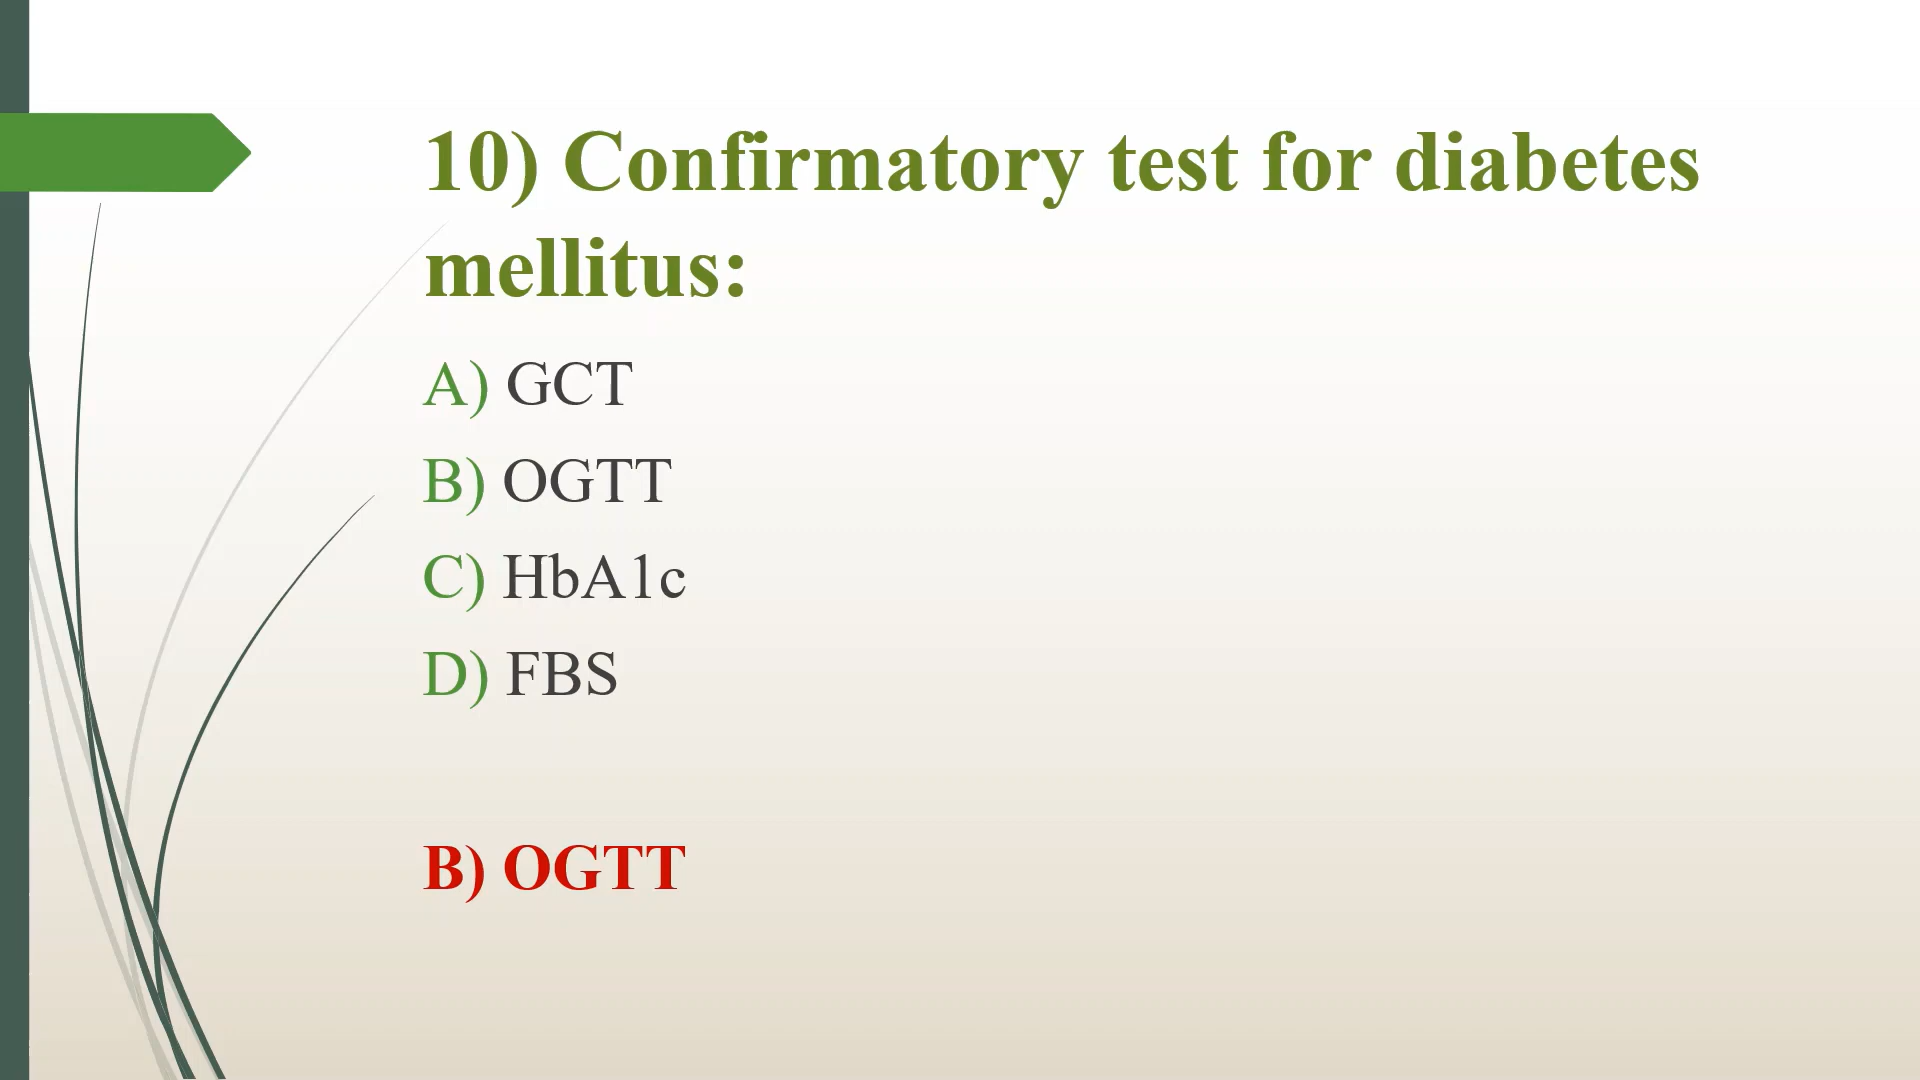 10) Confirmatory test for diabetes
mellitus:
A) GCT
B) OGTT
C) HbA1c
D) FBS
B) OGTT